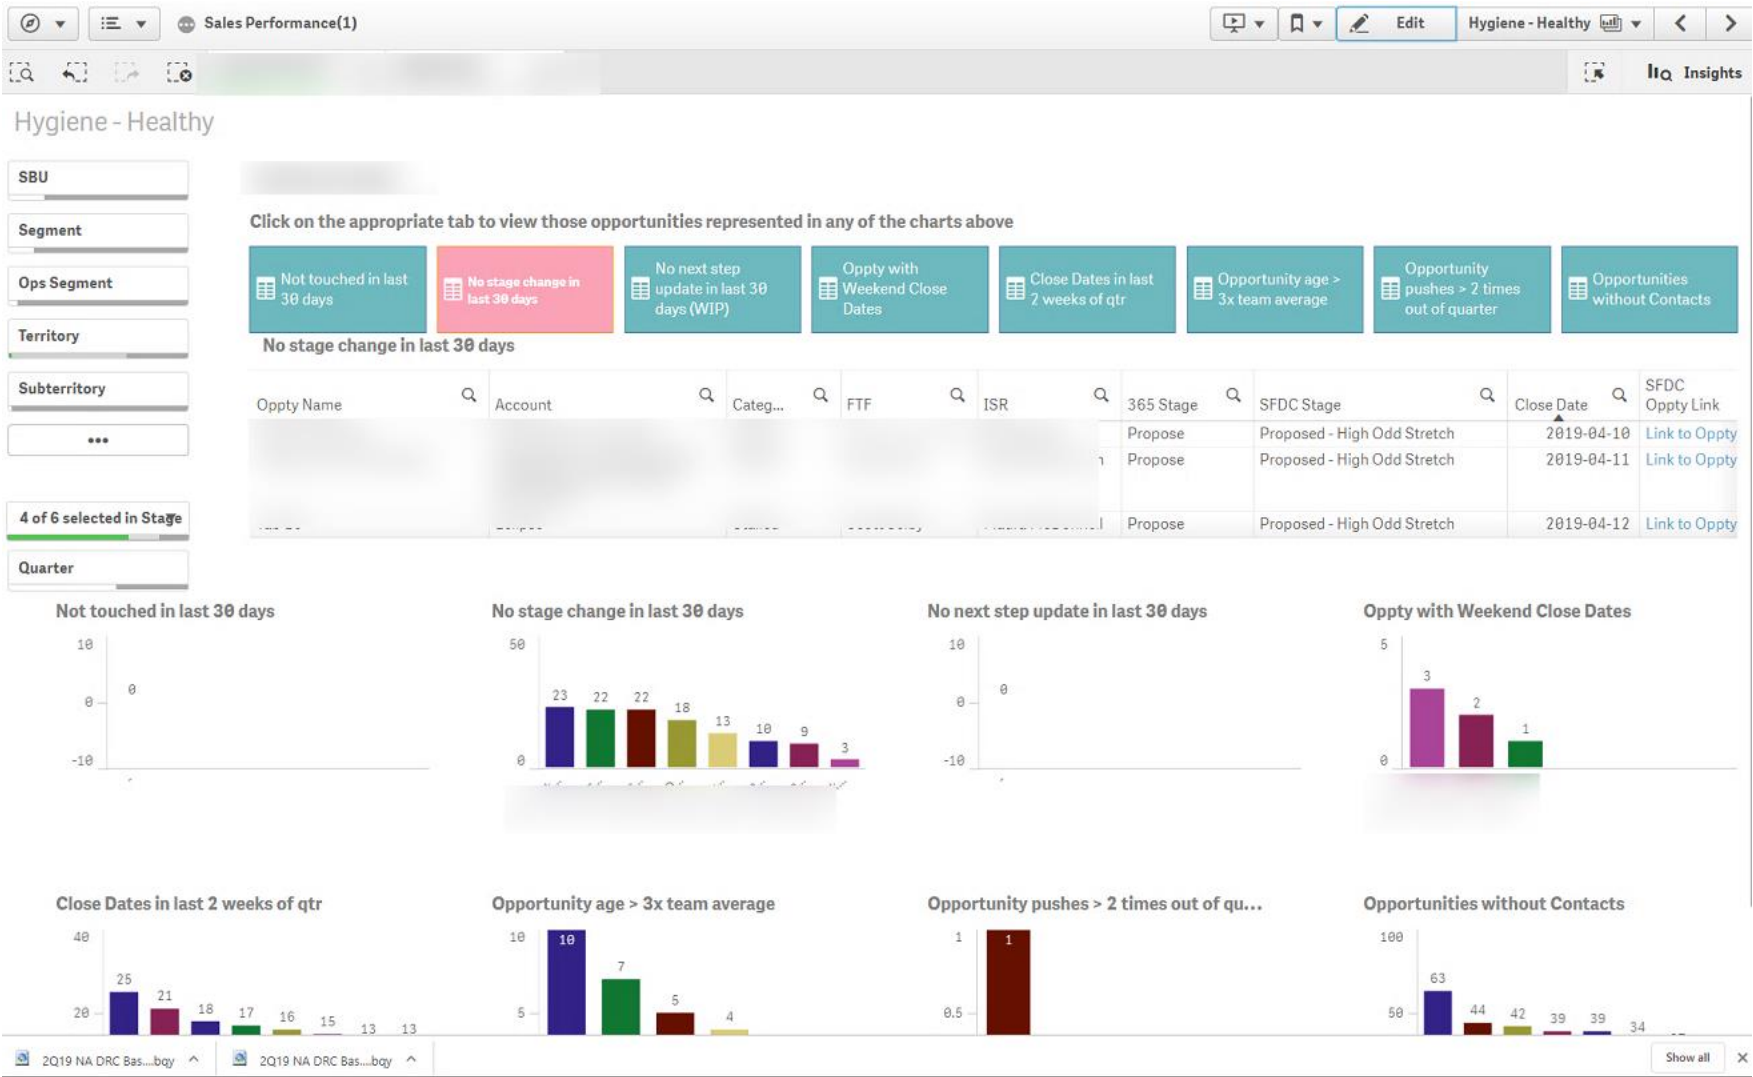 Sales Performance(1)
Edit
Hygiene - Healthy
Insights
Hygiene - Healthy
SBU
Segment
Ops Segment
Territory
Subterritory
•••
4 of 6 selected in Stage
Quarter
Click on the appropriate tab to view those opportunities represented in any of the charts above
Not touched in last
30 days
No stage change in
last 30 days
No next step
update in last 30
days (WIP)
Oppty with
Weekend Close
Dates
Close Dates in last
2 weeks of qtr
Opportunity age >
3x team average
Opportunity
pushes > 2 times
out of quarter
Opportunities
without Contacts
No stage change in last 30 days
Oppty Name
Account
Categ...
FTF
ISR
365 Stage
SFDC Stage
Close Date
SFDC
Oppty Link
Propose Proposed - High Odd Stretch 2019-04-10 Link to Oppty
Propose Proposed - High Odd Stretch 2019-04-11 Link to Oppty
Propose Proposed - High Odd Stretch 2019-04-12 Link to Oppty
Not touched in last 30 days
10
0
0
-10
No stage change in last 30 days
50
23
22
22
18
13
10
9
3
0
No next step update in last 30 days
10
0
0
-10
Oppty with Weekend Close Dates
5
3
2
1
0
Close Dates in last 2 weeks of qtr
40
25
21
18
17
16
15
13
13
20
Opportunity age > 3x team average
10
10
7
5
4
5
Opportunity pushes > 2 times out of qu...
1
1
0.5
Opportunities without Contacts
100
63
44
42
39
39
34
50
2Q19 NA DRC Bas....bqy
2Q19 NA DRC Bas....bqy
Show all